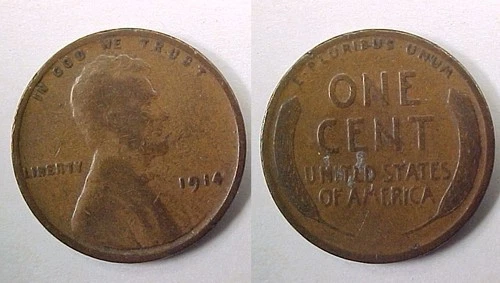 IN GOD WE TRUST
LIBERTY
1914
E·PLURIBUS·UNUM
ONE
CENT
UNITED STATES
OF AMERICA